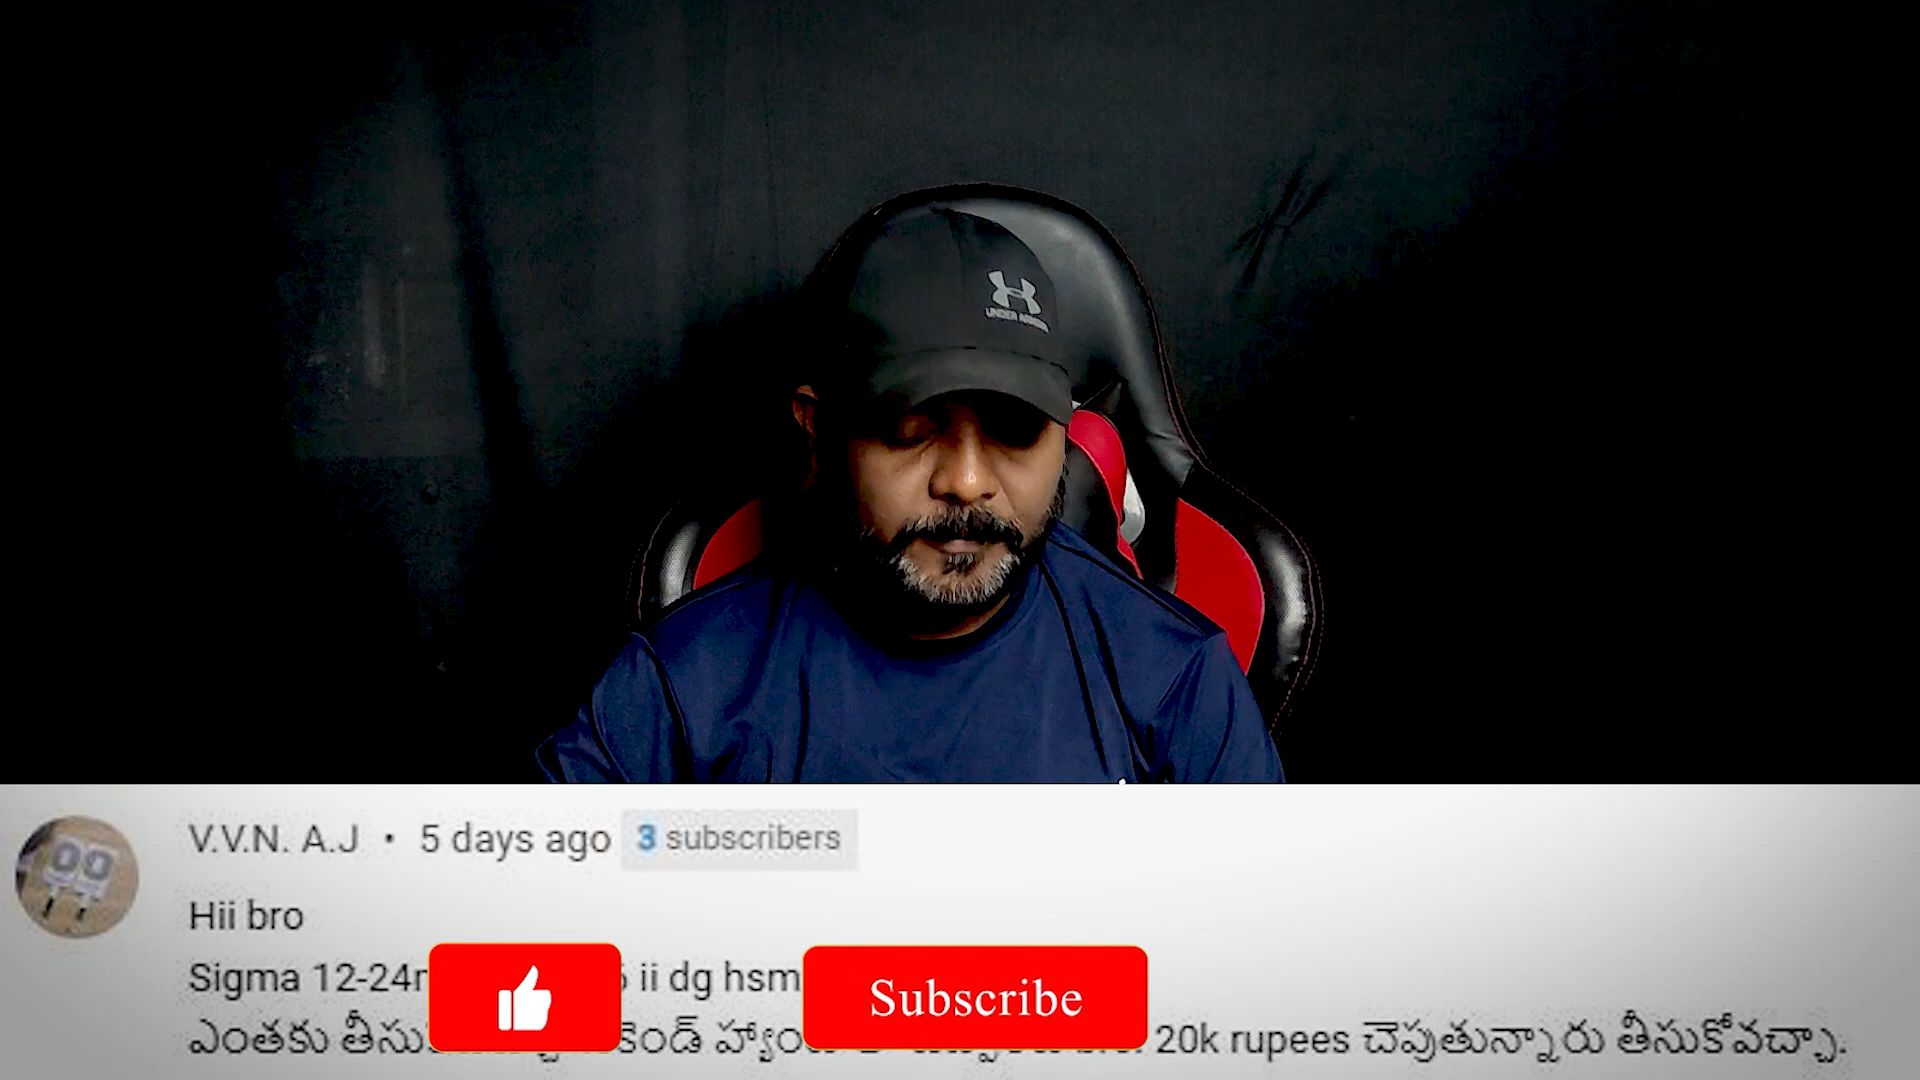 UNDER ARMOUR
V.V.N. A.J • 5 days ago 3 subscribers
Hii bro
Sigma 12-24 ii dg hsm
Subscribe
ఎంతకు హ్యాం 20k rupees చెపుతున్నారు తీసుకోవచ్చా.